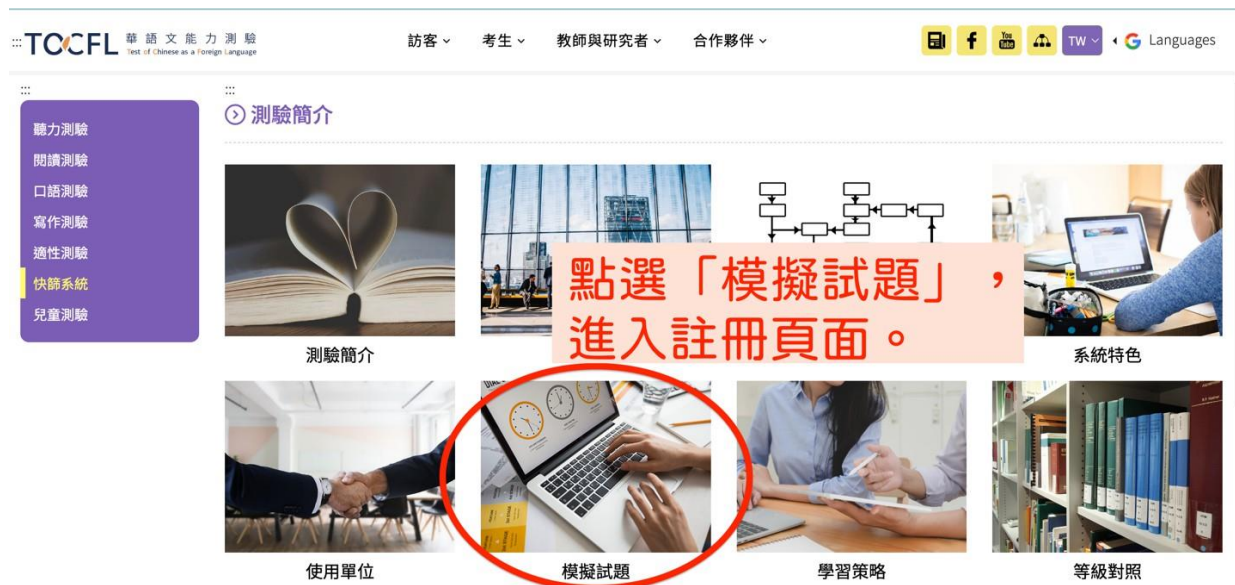 ::: TOCFL 華語文能力測驗
Test of Chinese as a Foreign Language
訪客
考生
教師與研究者
合作夥伴
f
You Tube
TW
G Languages
:::
聽力測驗
閱讀測驗
口語測驗
寫作測驗
適性測驗
快篩系統
兒童測驗
:::
測驗簡介
點選「模擬試題」，
進入註冊頁面。
測驗簡介
系統特色
使用單位
模擬試題
學習策略
等級對照